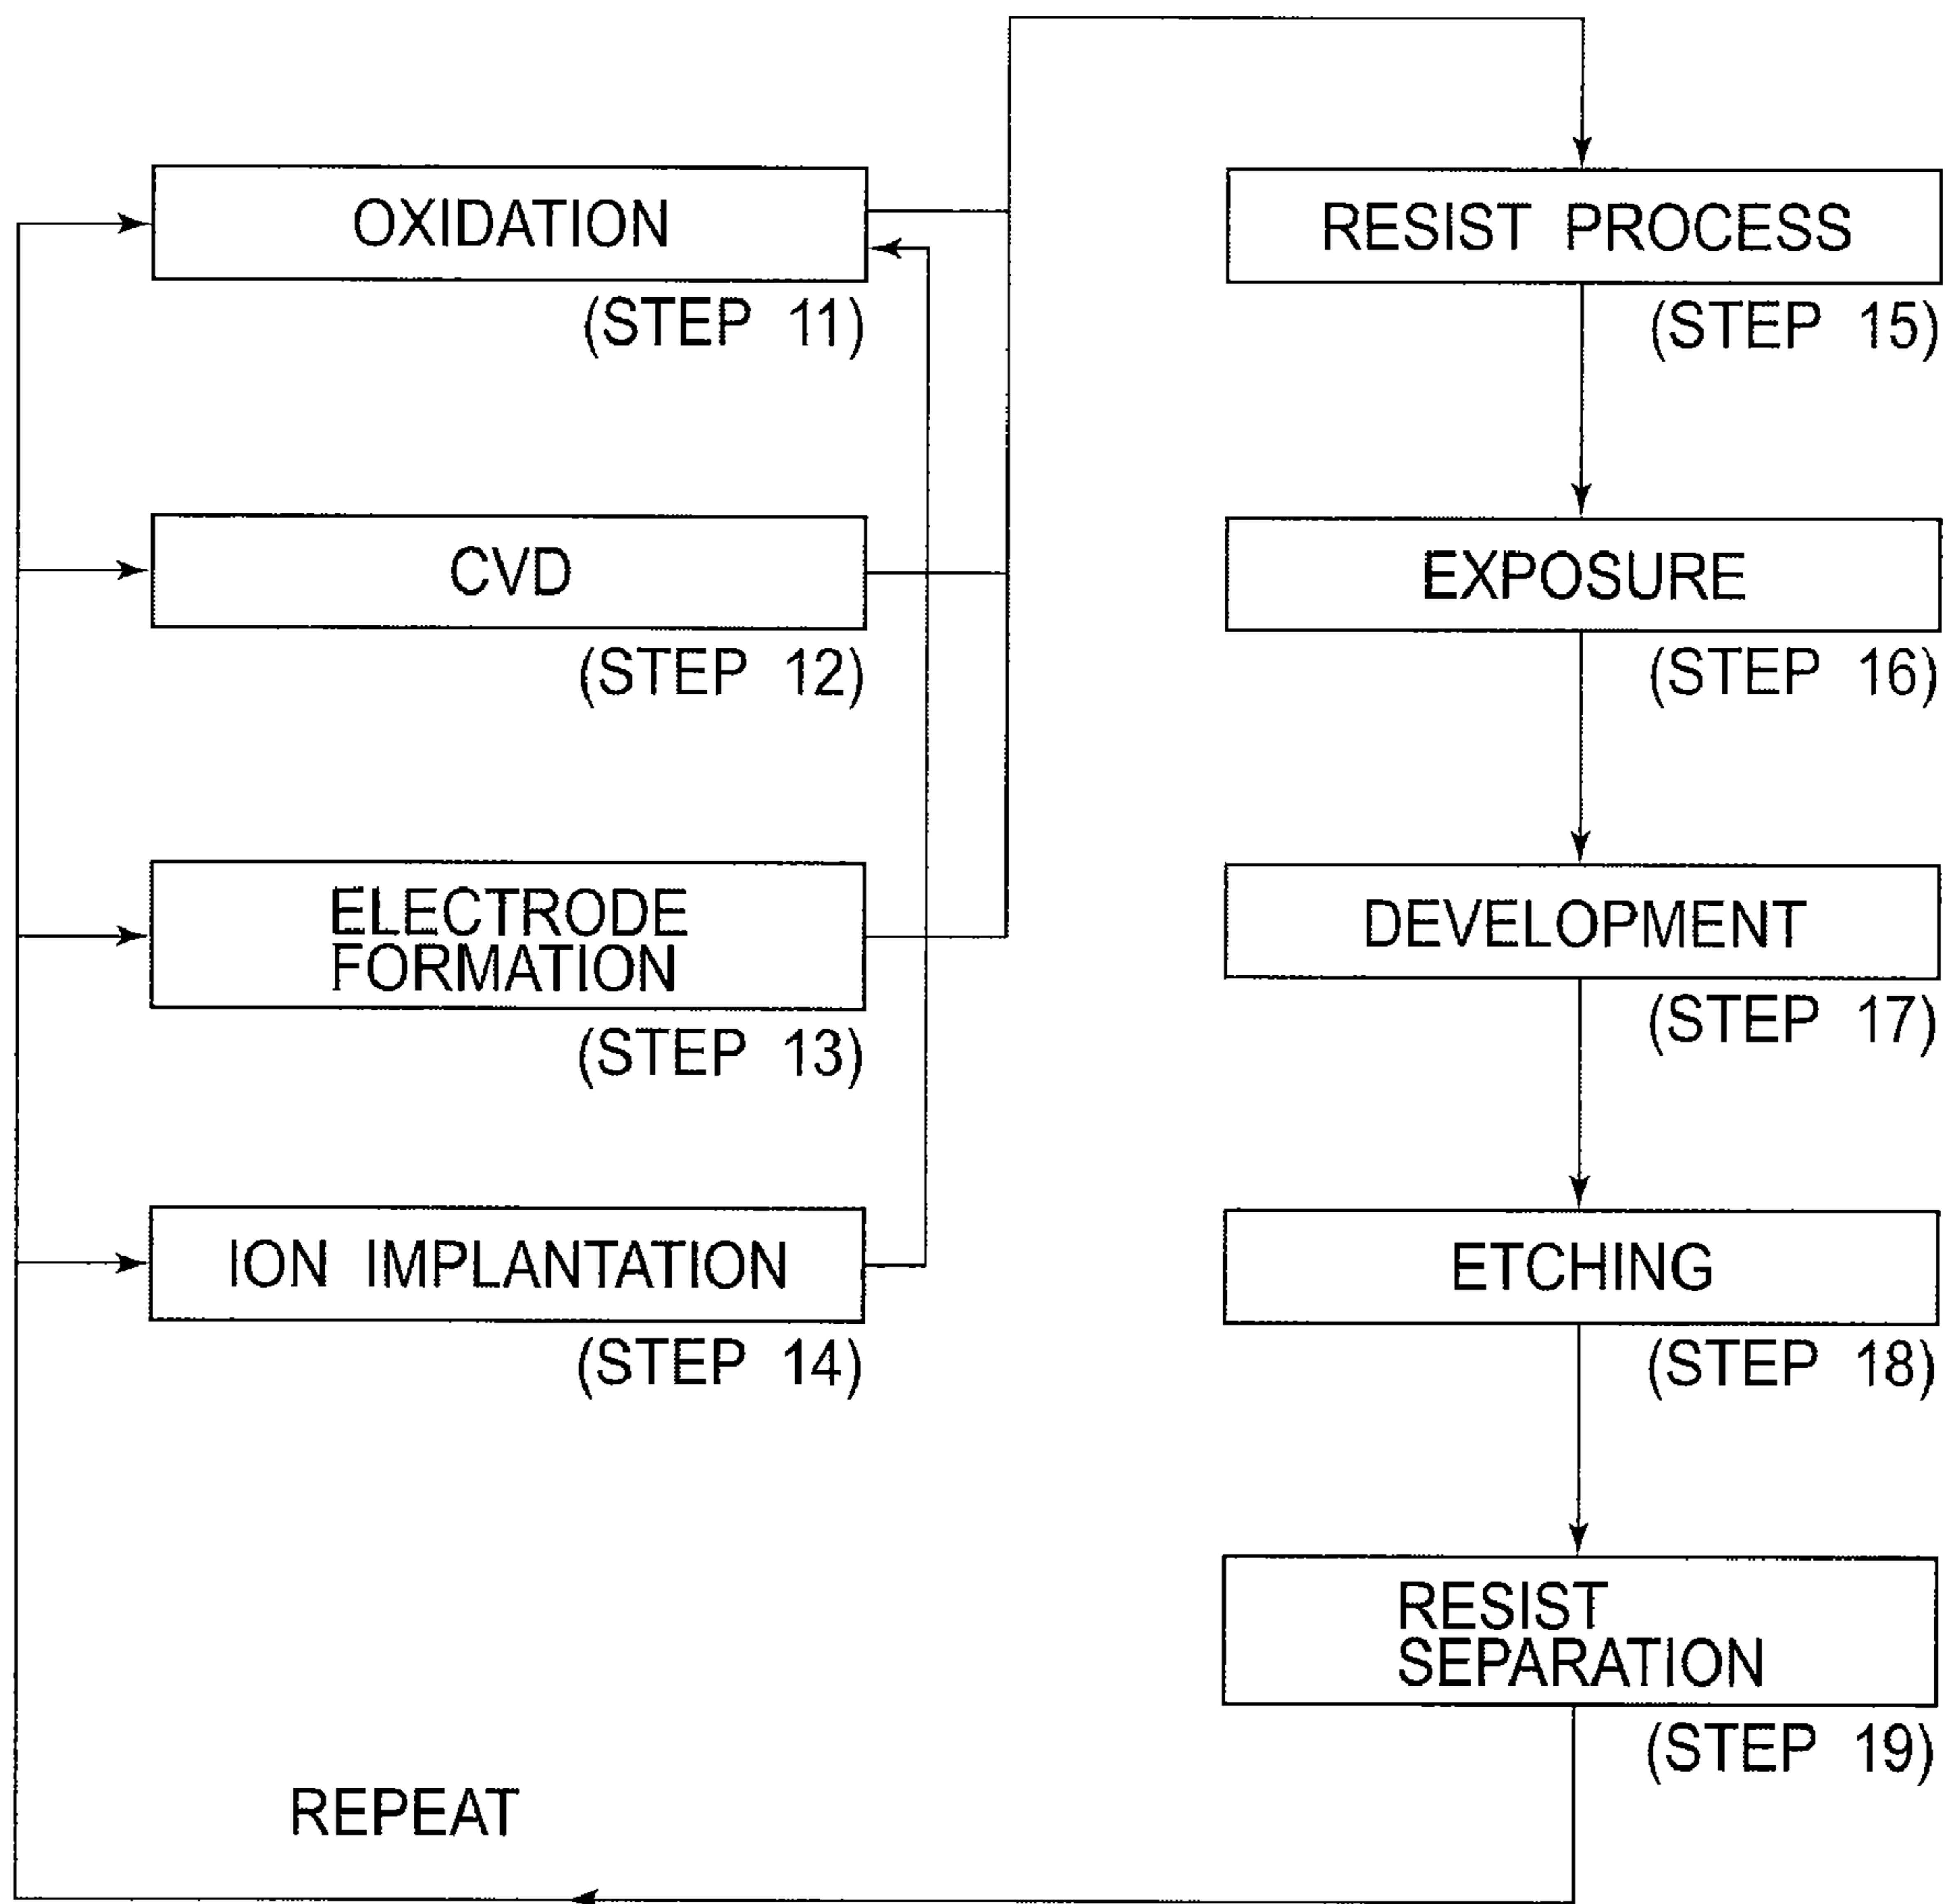 OXIDATION
(STEP 11)
CVD
(STEP 12)
ELECTRODE
FORMATION
(STEP 13)
ION IMPLANTATION
(STEP 14)
RESIST PROCESS
(STEP 15)
EXPOSURE
(STEP 16)
DEVELOPMENT
(STEP 17)
ETCHING
(STEP 18)
RESIST
SEPARATION
(STEP 19)
REPEAT